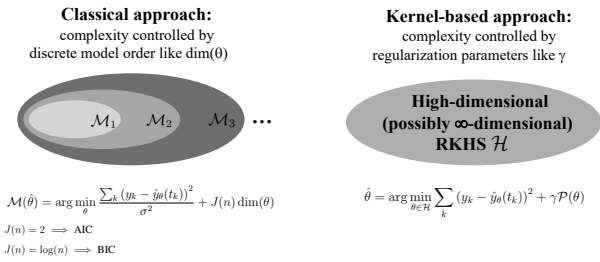 Classical approach:
complexity controlled by
discrete model order like dim(θ)
ℳ₁ ℳ₂ ℳ₃ ...
ℳ(θ̂) = arg min_θ ∑_k (y_k − ŷ_θ(t_k))² / σ² + J(n) dim(θ)
J(n) = 2 ⟹ AIC
J(n) = log(n) ⟹ BIC
Kernel-based approach:
complexity controlled by
regularization parameters like γ
High-dimensional
(possibly ∞-dimensional)
RKHS ℋ
θ̂ = arg min_{θ∈ℋ} ∑_k (y_k − ŷ_θ(t_k))² + γ𝒫(θ)